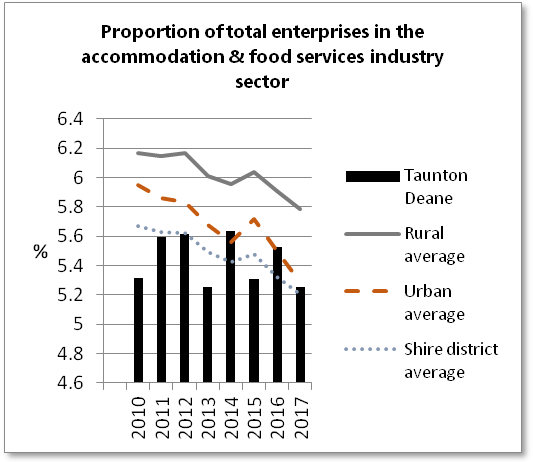 Proportion of total enterprises in the
accommodation & food services industry
sector
6.4
6.2
6
5.8
5.6
5.4
5.2
5
4.8
4.6
%
2010
2011
2012
2013
2014
2015
2016
2017
Taunton
Deane
Rural
average
Urban
average
Shire district
average